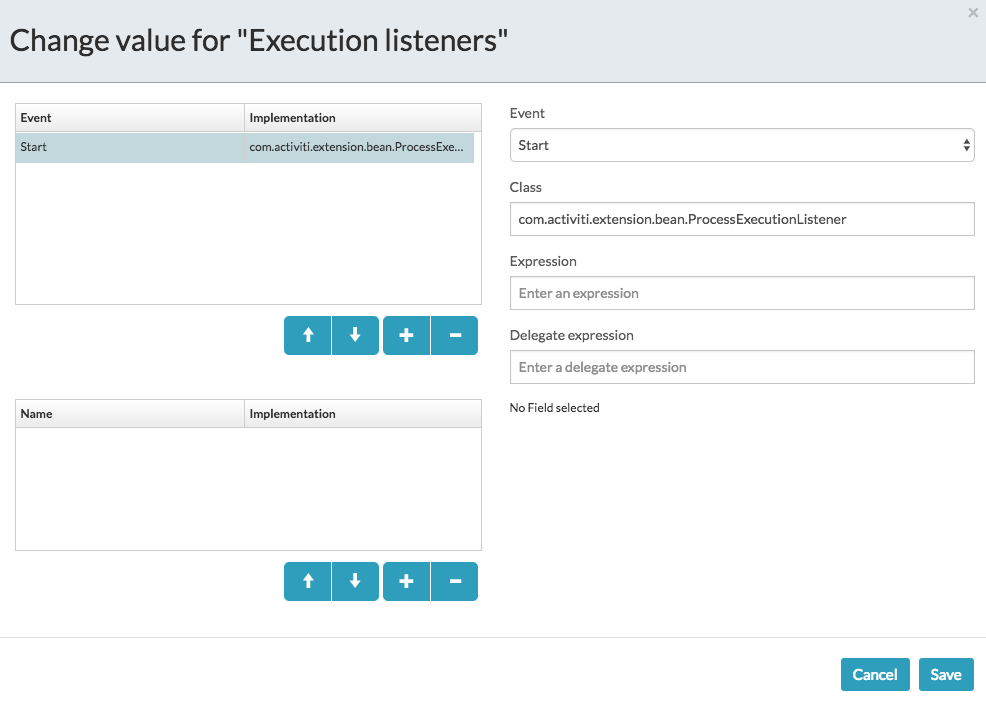 ×
Change value for "Execution listeners"
Event Implementation
Start com.activiti.extension.bean.ProcessExe...
Event
Start
Class
com.activiti.extension.bean.ProcessExecutionListener
Expression
Enter an expression
Delegate expression
Enter a delegate expression
No Field selected
Name Implementation
Cancel Save